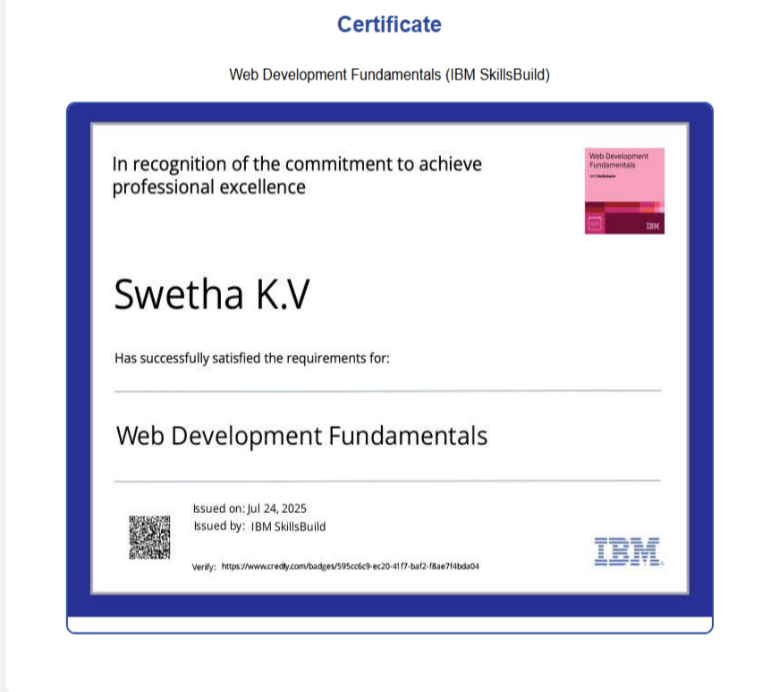 Certificate
Web Development Fundamentals (IBM SkillsBuild)
In recognition of the commitment to achieve
professional excellence
Web Development
Fundamentals
IBM
Swetha K.V
Has successfully satisfied the requirements for:
Web Development Fundamentals
Issued on: Jul 24, 2025
Issued by: IBM SkillsBuild
Verify: https://www.credly.com/badges/595cc6c9-ec20-41f7-baf2-f8ae7f4bda04
IBM